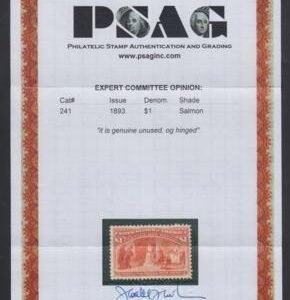 PSAG
PHILATELIC STAMP AUTHENTICATION AND GRADING
www.psaginc.com
EXPERT COMMITTEE OPINION:
Cat# Issue Denom Shade
241 1893 $1 Salmon
"it is genuine unused, og hinged"